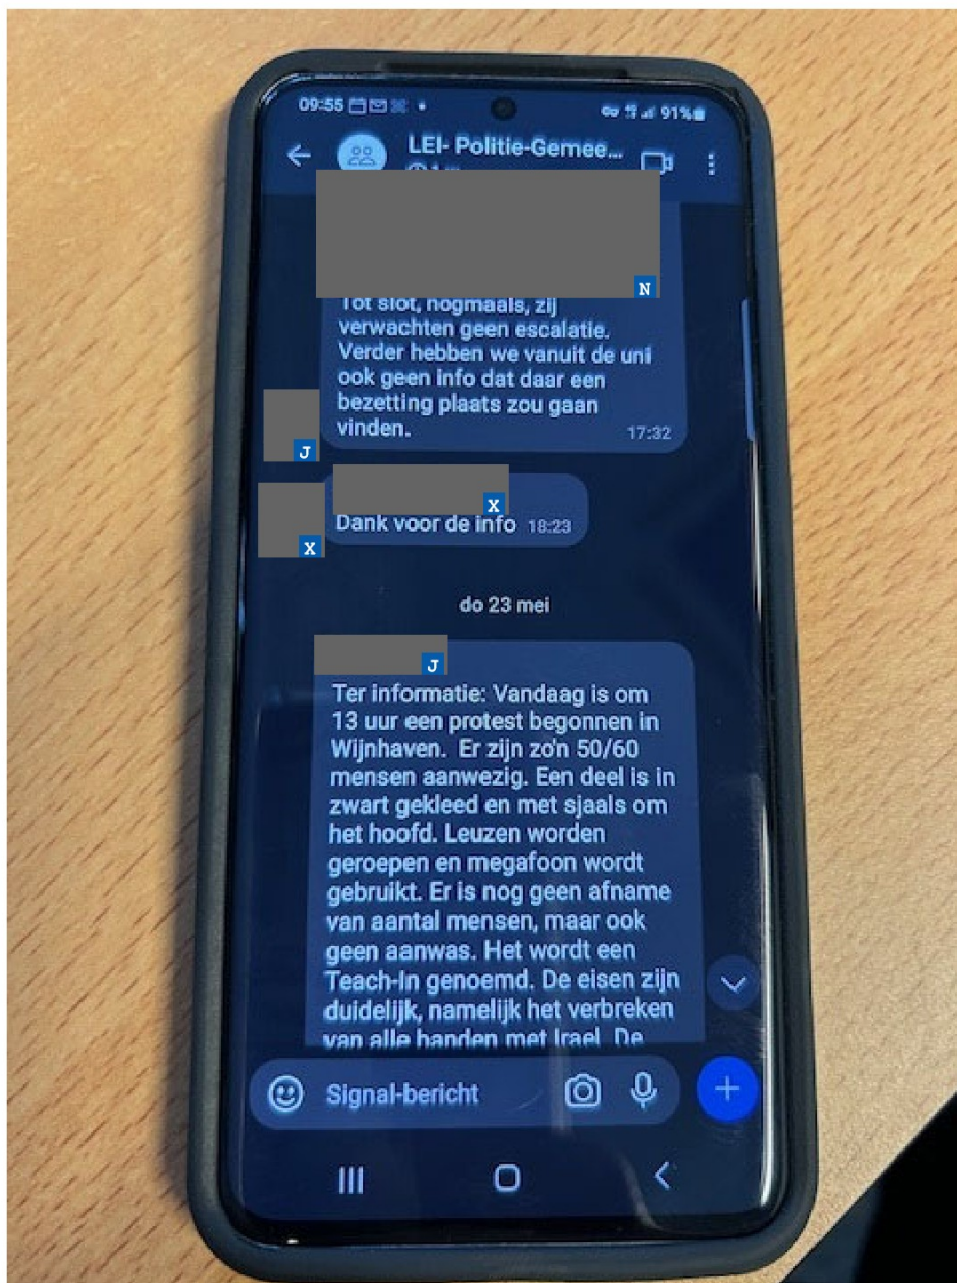 09:55
91%
LEI- Politie-Gemee...
N
Tot slot, nogmaals, zij
verwachten geen escalatie.
Verder hebben we vanuit de uni
ook geen info dat daar een
bezetting plaats zou gaan
vinden.
17:32
J
X
Dank voor de info 18:23
X
do 23 mei
J
Ter informatie: Vandaag is om
13 uur een protest begonnen in
Wijnhaven. Er zijn zo'n 50/60
mensen aanwezig. Een deel is in
zwart gekleed en met sjaals om
het hoofd. Leuzen worden
geroepen en megafoon wordt
gebruikt. Er is nog geen afname
van aantal mensen, maar ook
geen aanwas. Het wordt een
Teach-In genoemd. De eisen zijn
duidelijk, namelijk het verbreken
van alle banden met Israel. De
Signal-bericht